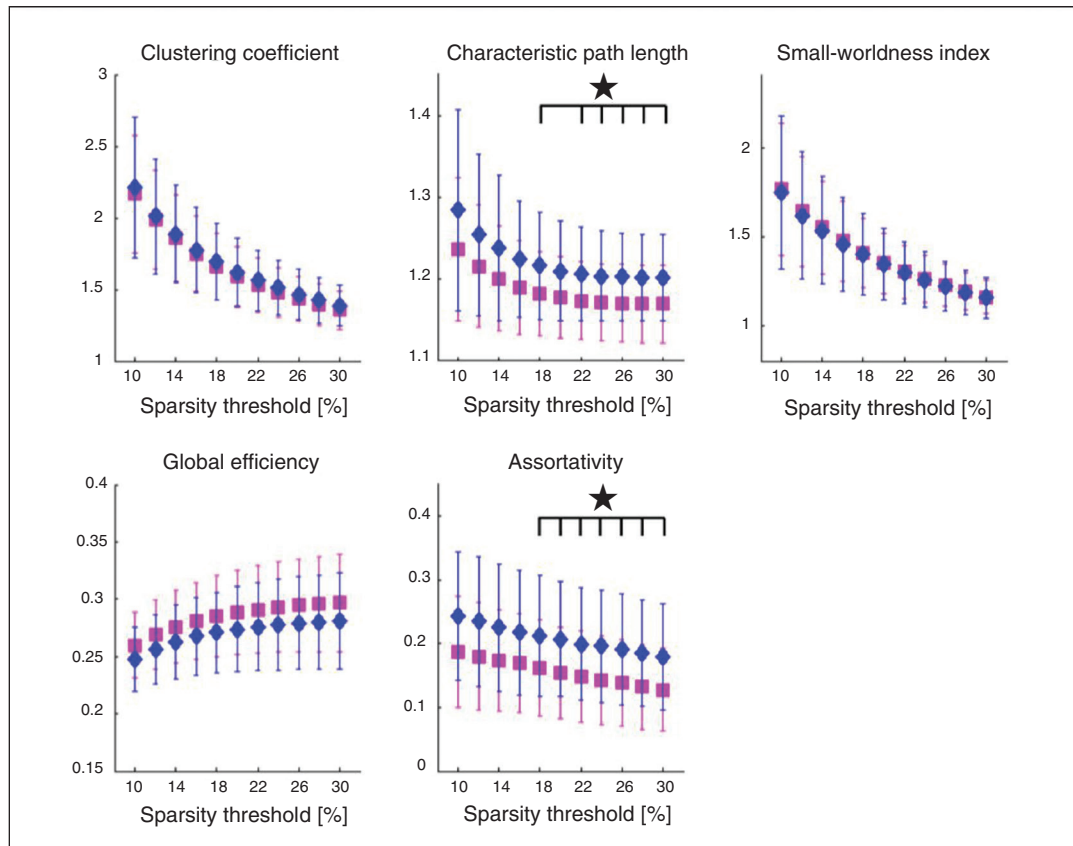 Clustering coefficient
3
2.5
2
1.5
1
10 14 18 22 26 30
Sparsity threshold [%]
Characteristic path length
1.4
1.3
1.2
1.1
10 14 18 22 26 30
Sparsity threshold [%]
Small-worldness index
2
1.5
1
10 14 18 22 26 30
Sparsity threshold [%]
Global efficiency
0.4
0.35
0.3
0.25
0.2
0.15
10 14 18 22 26 30
Sparsity threshold [%]
Assortativity
0.4
0.3
0.2
0.1
0
10 14 18 22 26 30
Sparsity threshold [%]